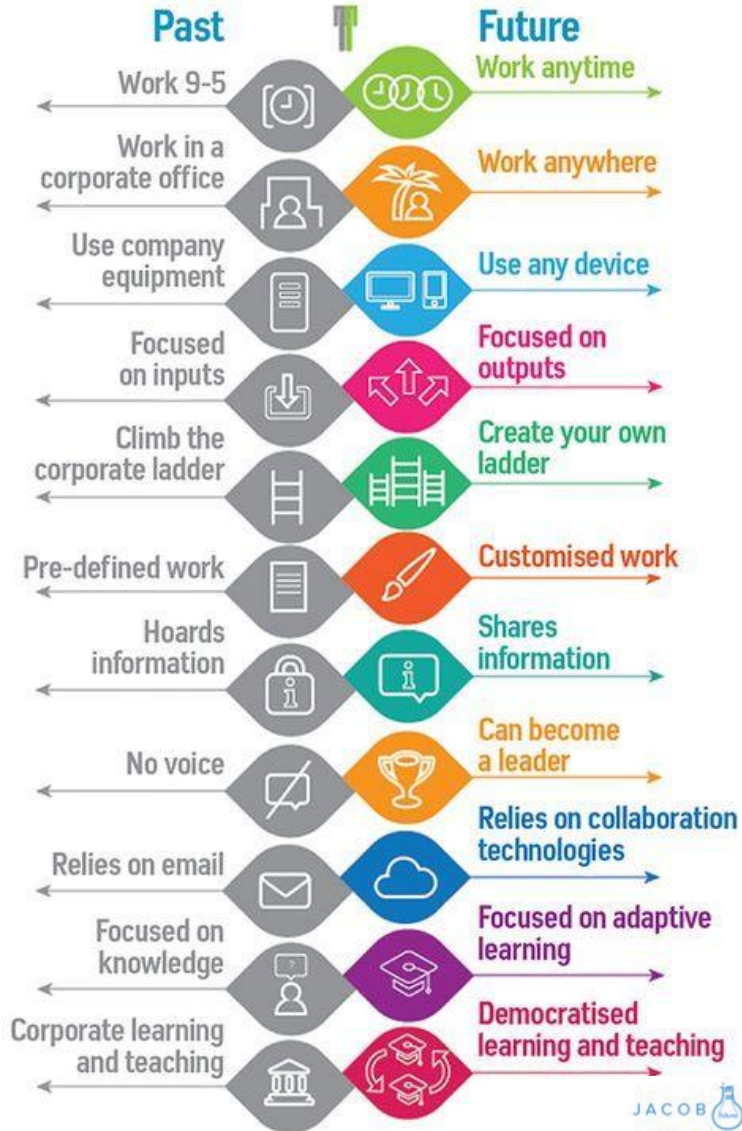 Past
Future
Work 9-5
Work anytime
Work in a
corporate office
Work anywhere
Use company
equipment
Use any device
Focused
on inputs
Focused on
outputs
Climb the
corporate ladder
Create your own
ladder
Pre-defined work
Customised work
Hoards
information
Shares
information
No voice
Can become
a leader
Relies on email
Relies on collaboration
technologies
Focused on
knowledge
Focused on adaptive
learning
Corporate learning
and teaching
Democratised
learning and teaching
JACOB